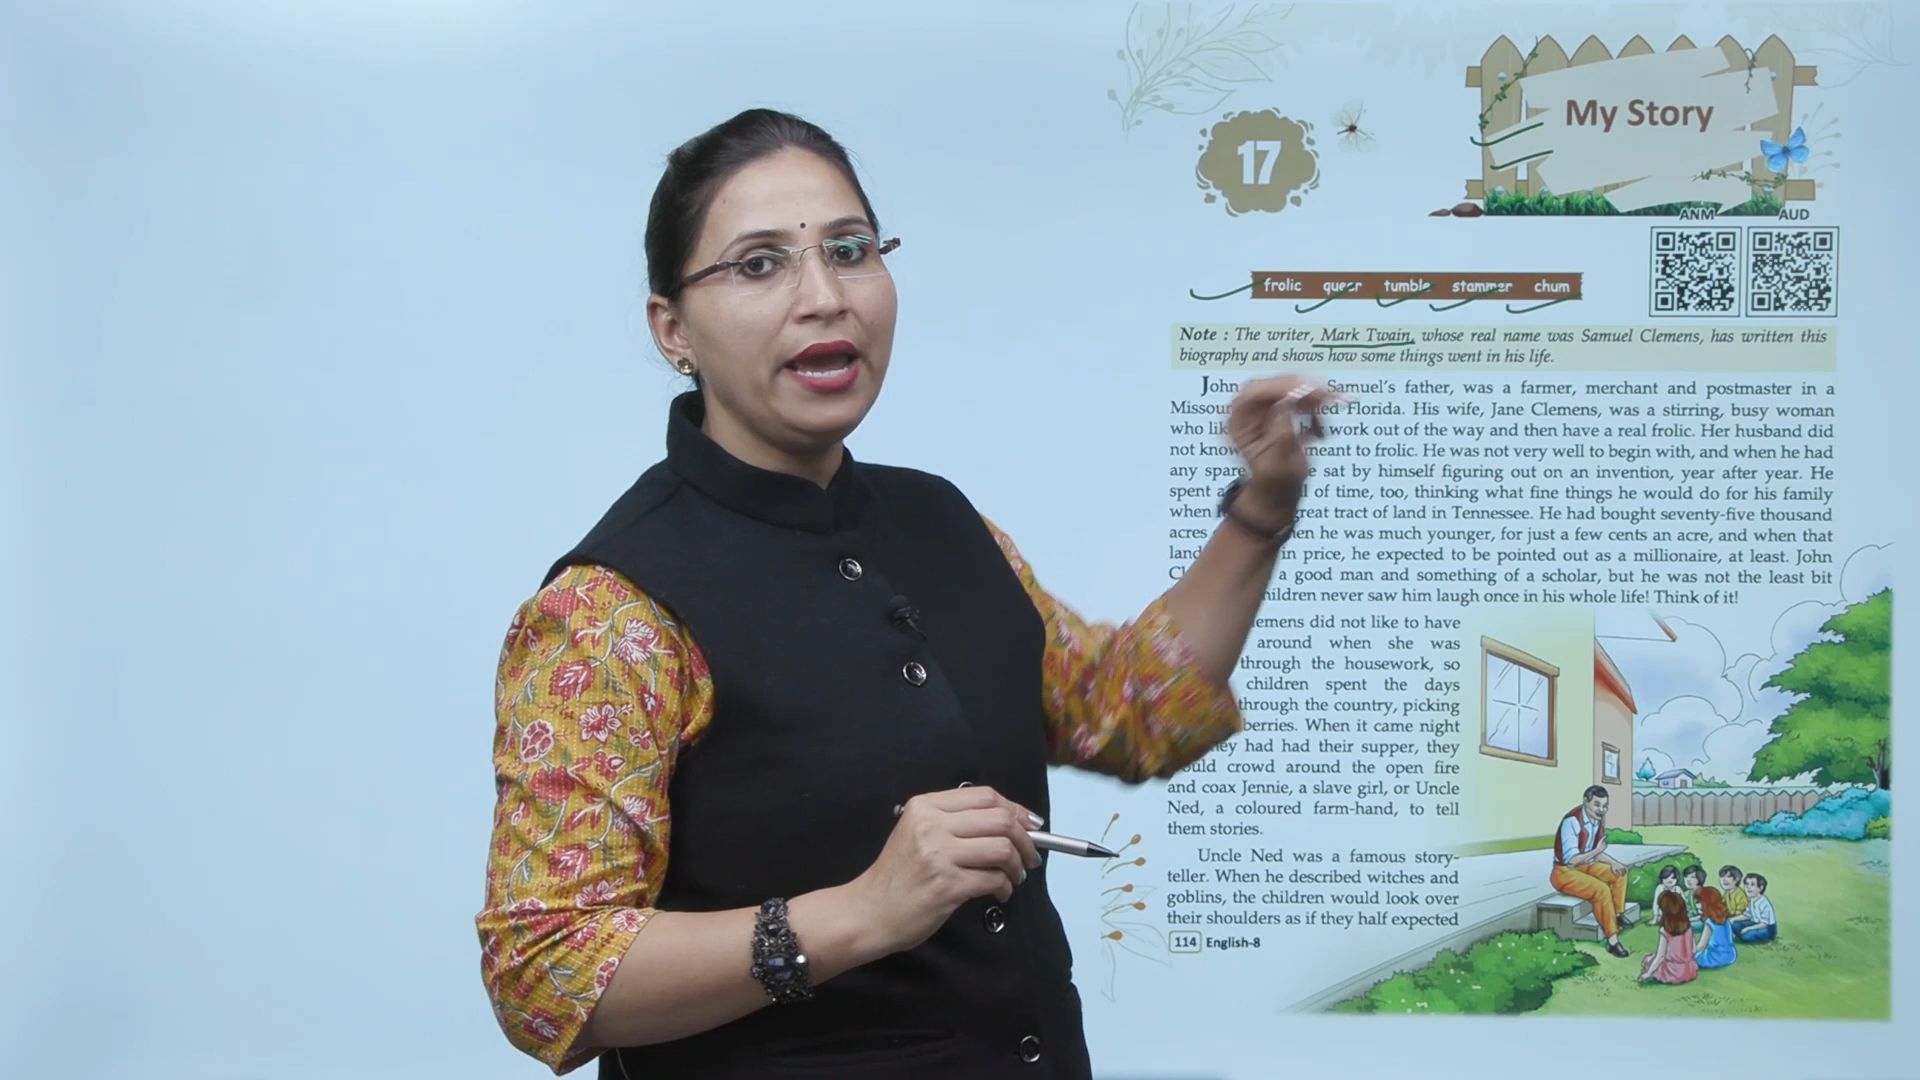 My Story
17
ANM AUD
frolic queer tumble stammer chum
Note : The writer, Mark Twain, whose real name was Samuel Clemens, has written this
biography and shows how some things went in his life.
John Samuel's father, was a farmer, merchant and postmaster in a
Florida. His wife, Jane Clemens, was a stirring, busy woman
who work out of the way and then have a real frolic. Her husband did
not meant to frolic. He was not very well to begin with, and when he had
any spare sat by himself figuring out on an invention, year after year. He
spent of time, too, thinking what fine things he would do for his family
when great tract of land in Tennessee. He had bought seventy-five thousand
acres he was much younger, for just a few cents an acre, and when that
land in price, he expected to be pointed out as a millionaire, at least. John
a good man and something of a scholar, but he was not the least bit
never saw him laugh once in his whole life! Think of it!
did not like to have
around when she was
through the housework, so
children spent the days
through the country, picking
berries. When it came night
had had their supper, they
crowd around the open fire
and coax Jennie, a slave girl, or Uncle
Ned, a coloured farm-hand, to tell
them stories.
Uncle Ned was a famous story-
teller. When he described witches and
goblins, the children would look over
their shoulders as if they half expected
114 English-8